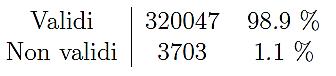 Validi 320047 98.9 %
Non validi 3703 1.1 %